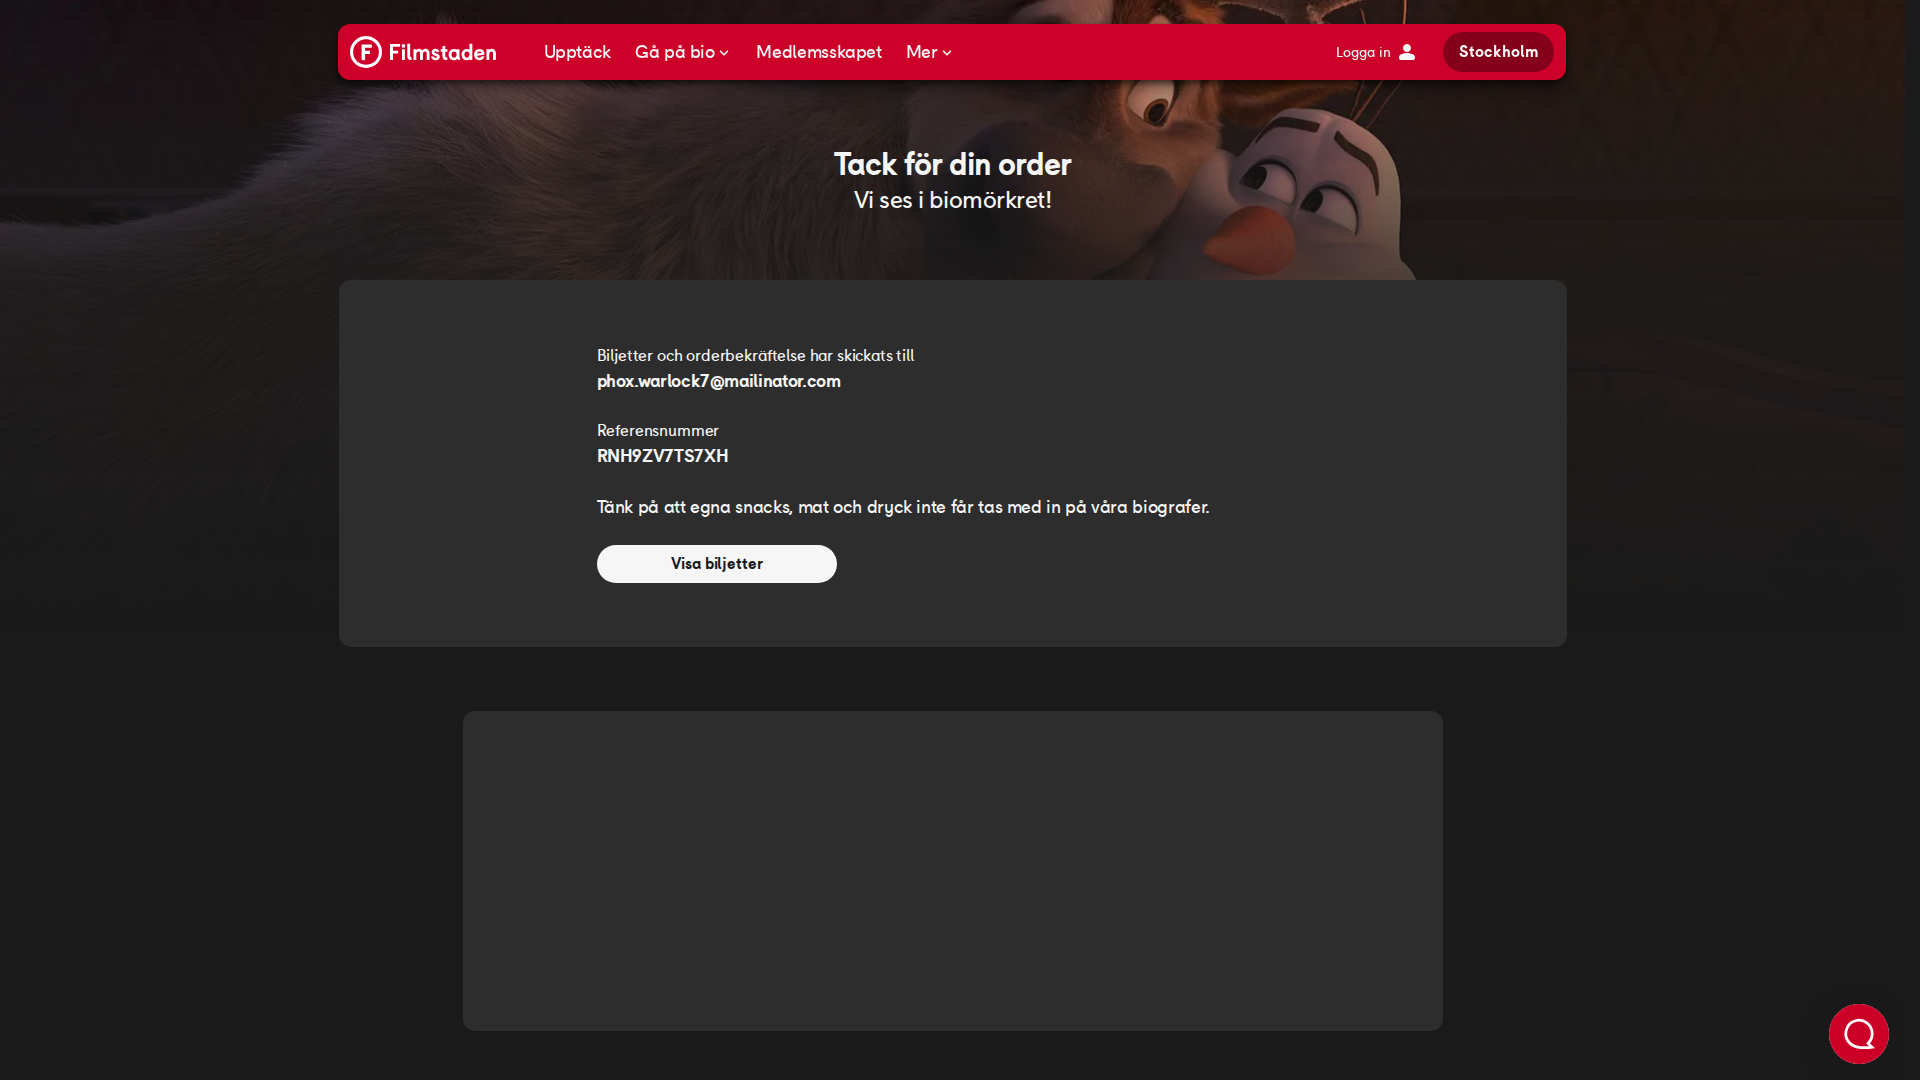 F Filmstaden
Upptäck
Gå på bio
Medlemsskapet
Mer
Logga in
Stockholm
Tack för din order
Vi ses i biomörkret!
Biljetter och orderbekräftelse har skickats till
phox.warlock7@mailinator.com
Referensnummer
RNH9ZV7TS7XH
Tänk på att egna snacks, mat och dryck inte får tas med in på våra biografer.
Visa biljetter